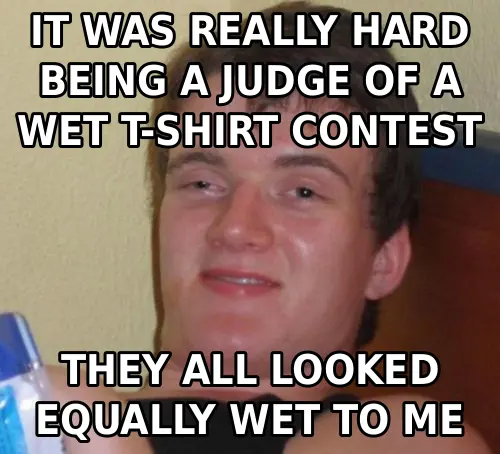 IT WAS REALLY HARD
BEING A JUDGE OF A
WET T-SHIRT CONTEST
THEY ALL LOOKED
EQUALLY WET TO ME